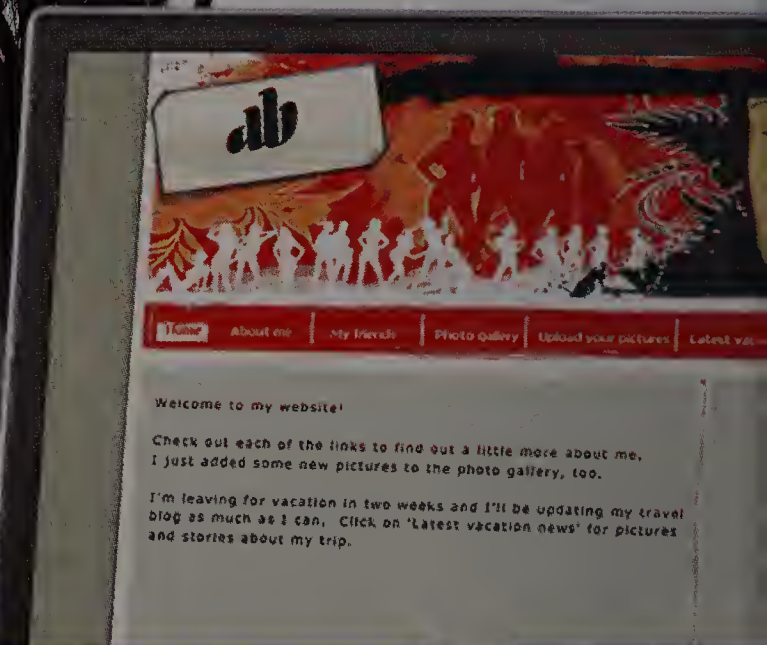 db
Home About me My friends Photo gallery Upload your pictures Latest
Welcome to my website!
Check out each of the links to find out a little more about me.
I just added some new pictures to the photo gallery, too.
I'm leaving for vacation in two weeks and I'll be updating my travel
blog as much as I can. Click on 'Latest vacation news' for pictures
and stories about my trip.